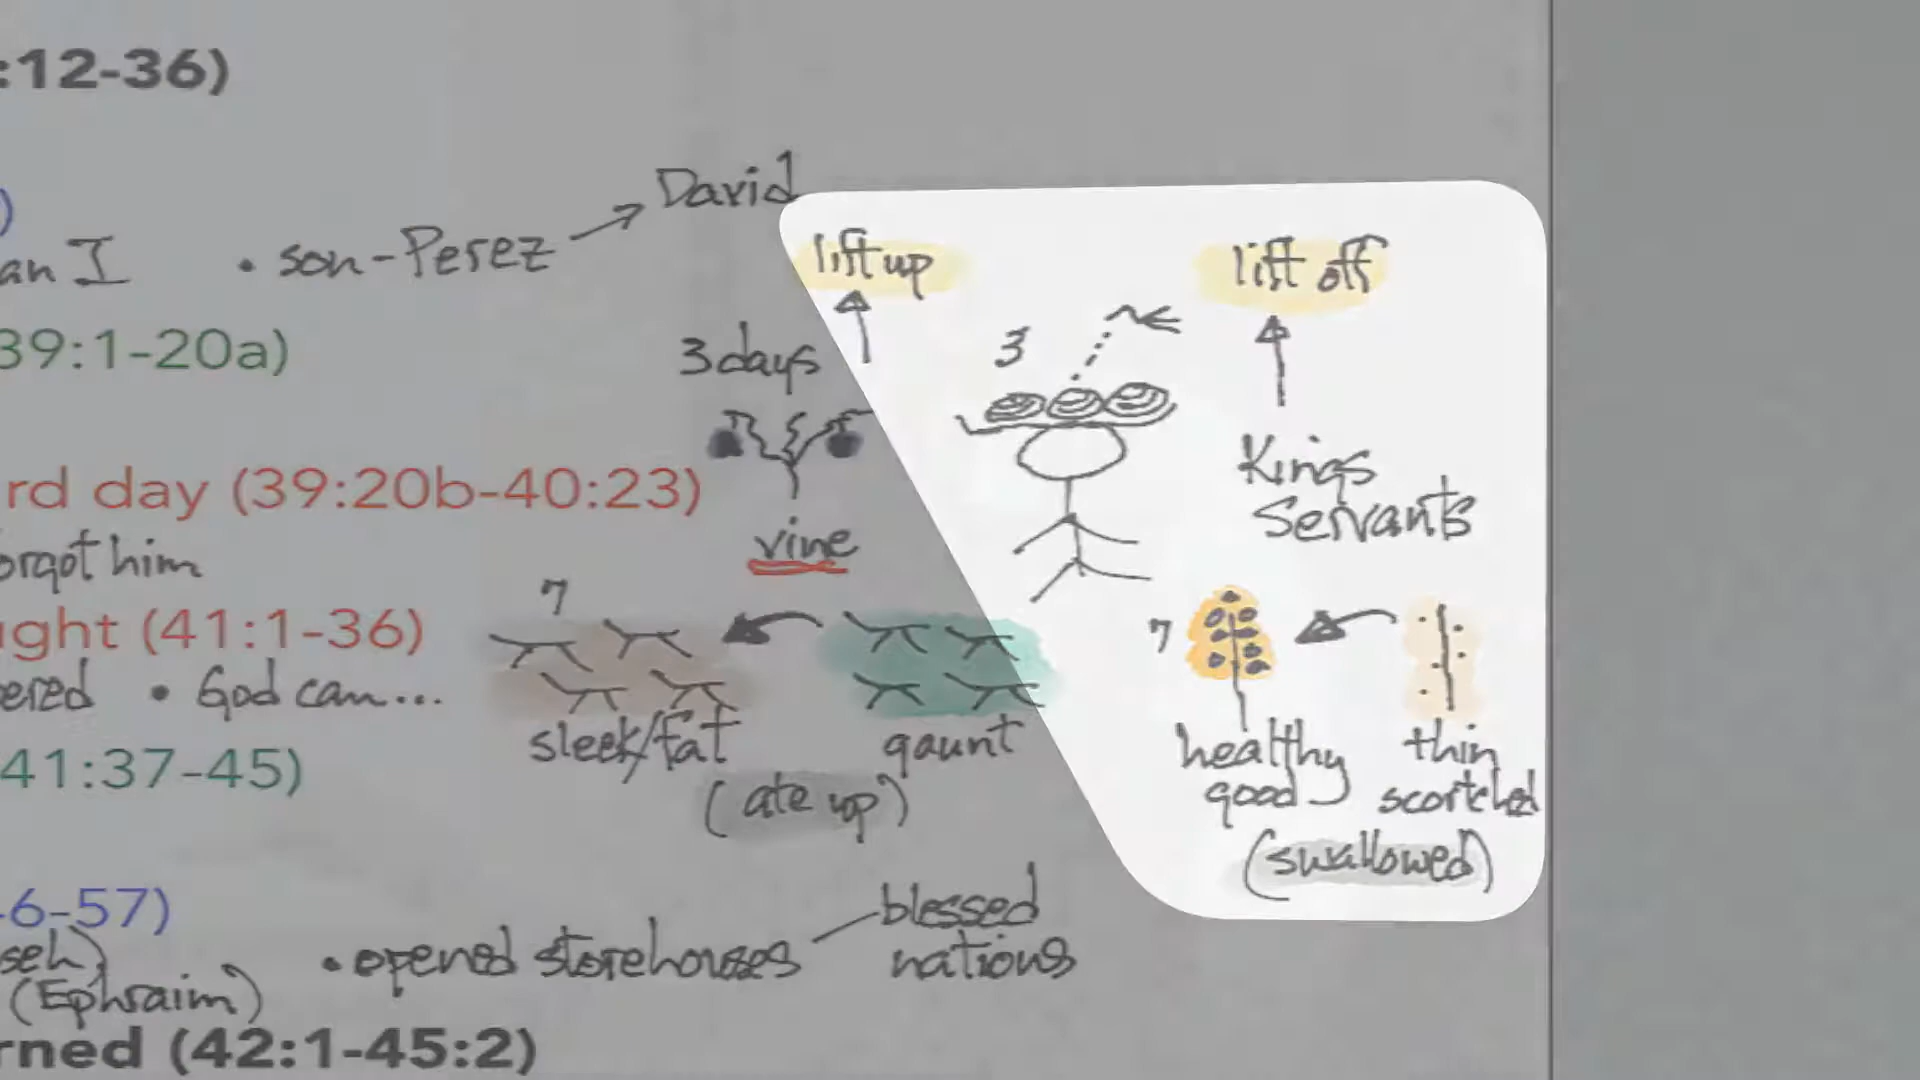 :12-36)
David
)
an I
• son-Perez
lift up
lift off
39:1-20a)
3 days
3
Kings
Servants
rd day (39:20b-40:23)
vine
orgot him
7
7
ght (41:1-36)
ered
• God can...
sleek/fat
gaunt
healthy
good
thin
scortched
41:37-45)
(ate up)
(swallowed)
6-57)
blessed
nations
seh)
• opened storehouses
(Ephraim)
rned (42:1-45:2)